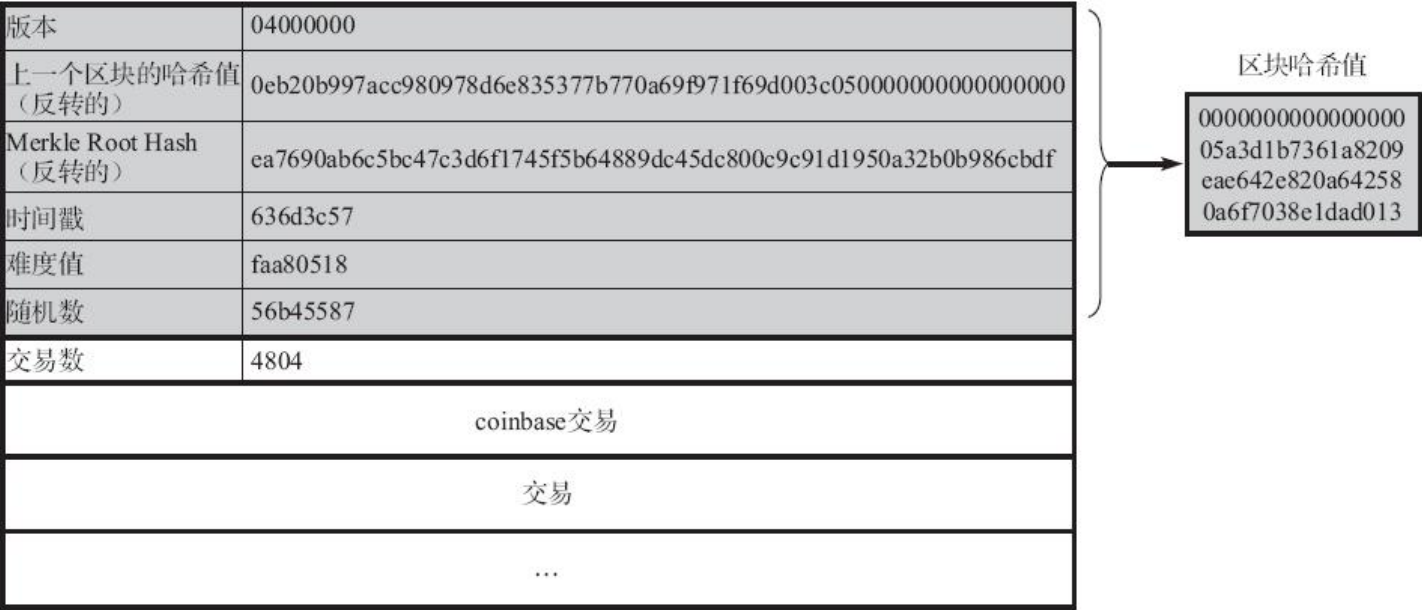 版本 04000000
上一个区块的哈希值
（反转的） 0eb20b997acc980978d6e835377b770a69f971f69d003c050000000000000000
Merkle Root Hash
（反转的） ea7690ab6c5bc47c3d6f1745f5b64889dc45dc800c9c91d1950a32b0b986cbdf
时间戳 636d3c57
难度值 faa80518
随机数 56b45587
交易数 4804
coinbase交易
交易
…
区块哈希值
0000000000000000
05a3d1b7361a8209
eae642e820a64258
0a6f7038e1dad013